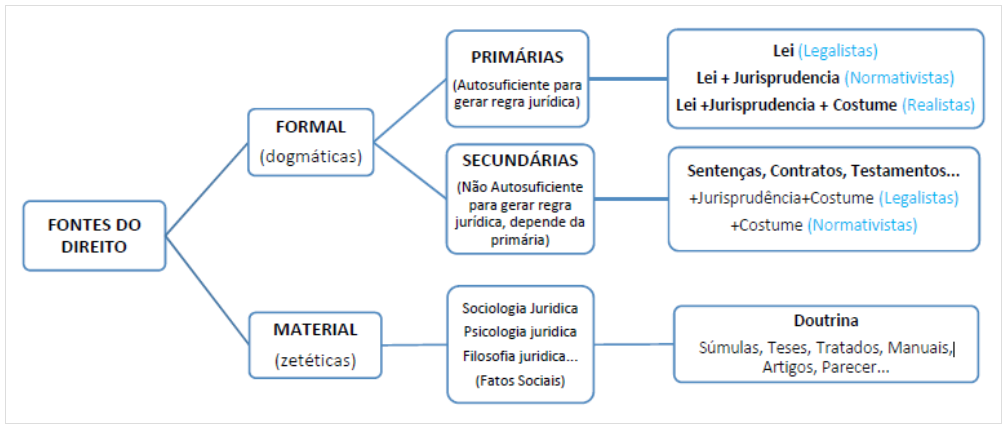 FONTES DO
DIREITO
FORMAL
(dogmáticas)
PRIMÁRIAS
(Autosuficiente para
gerar regra jurídica)
Lei (Legalistas)
Lei + Jurisprudencia (Normativistas)
Lei +Jurisprudencia + Costume (Realistas)
SECUNDÁRIAS
(Não Autosuficiente
para gerar regra
jurídica, depende da
primária)
Sentenças, Contratos, Testamentos...
+Jurisprudência+Costume (Legalistas)
+Costume (Normativistas)
MATERIAL
(zetéticas)
Sociologia Juridica
Psicologia juridica
Filosofia juridica...
(Fatos Sociais)
Doutrina
Súmulas, Teses, Tratados, Manuais,
Artigos, Parecer...